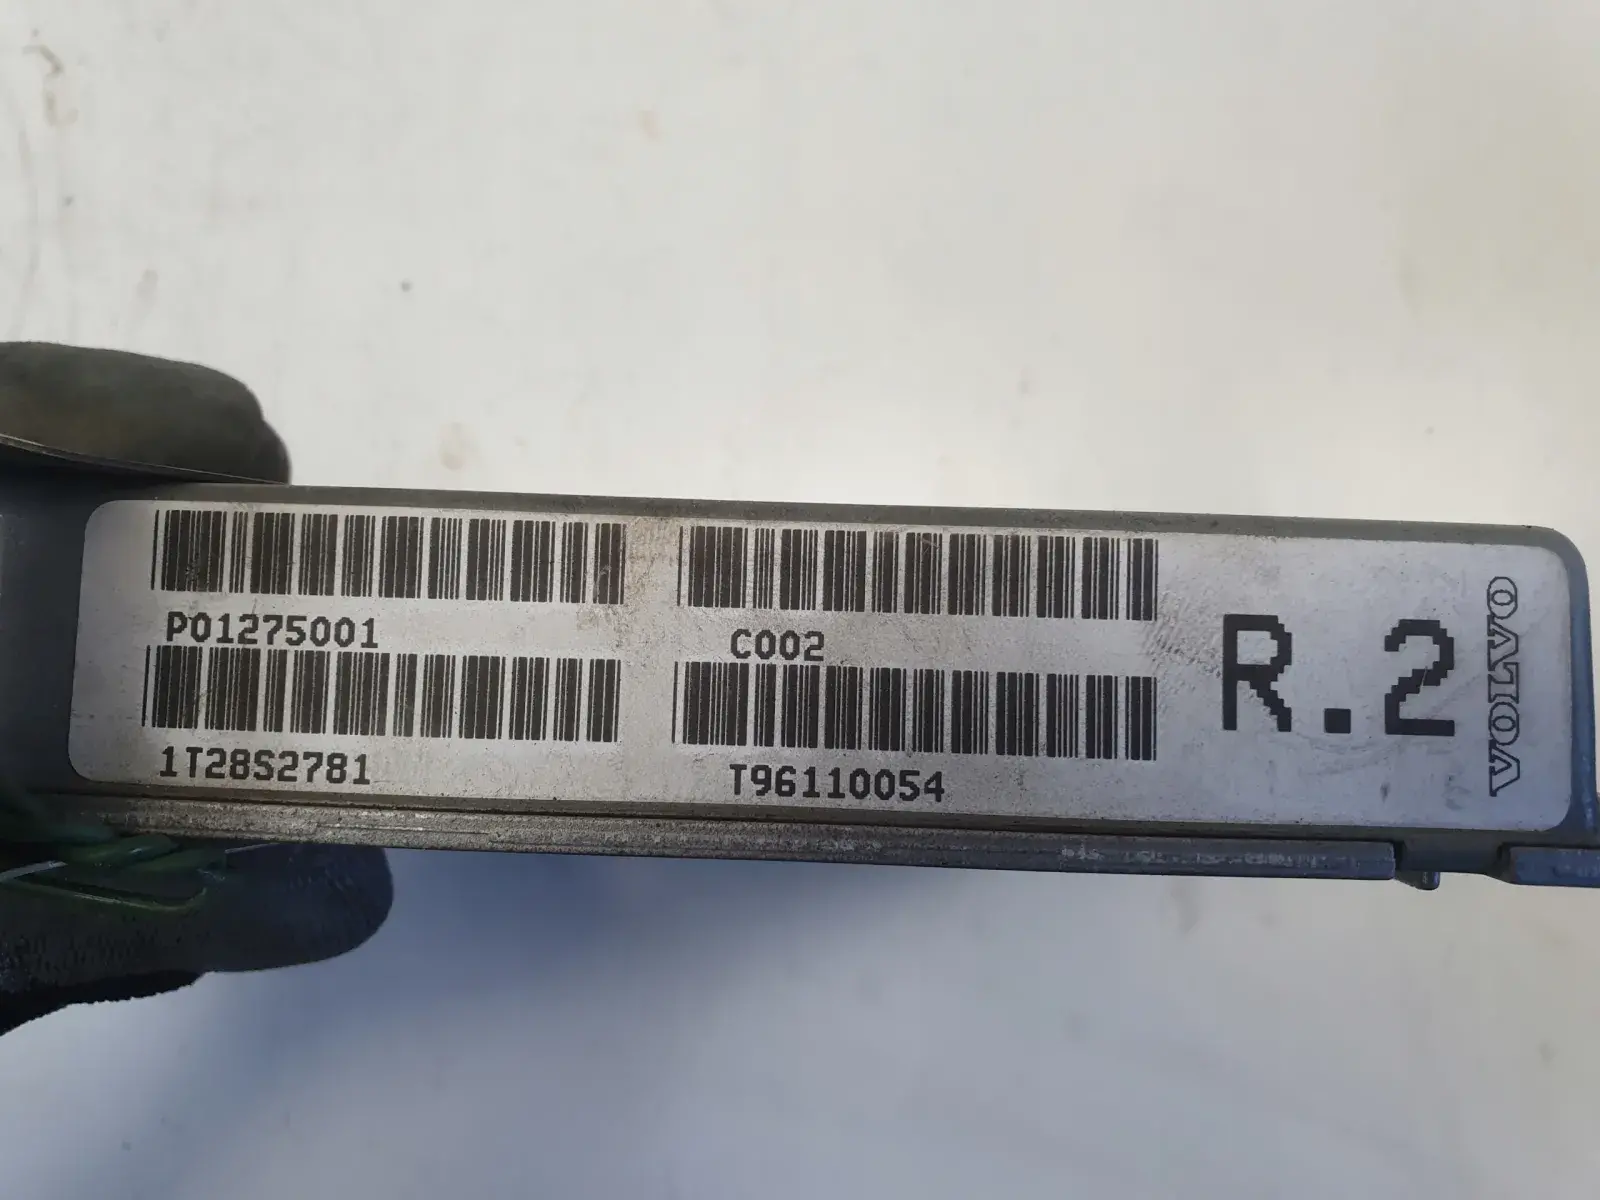 P01275001
C002
1T28S2781
T96110054
R.2
VOLVO